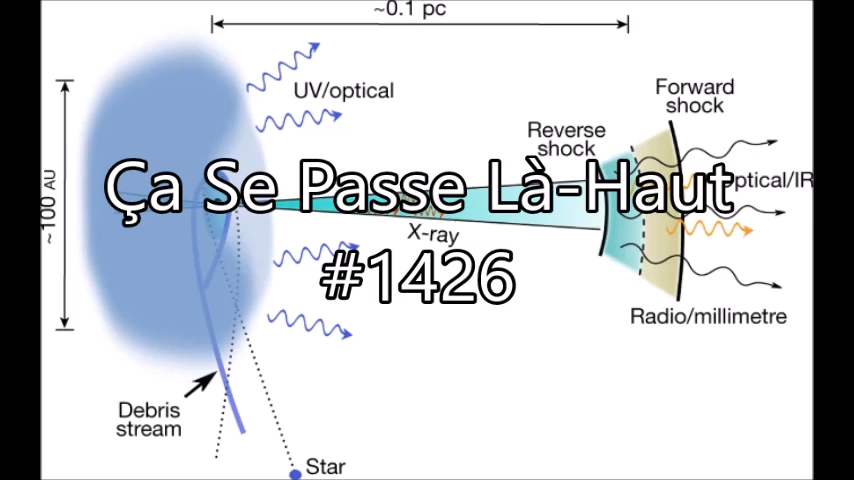 ~0.1 pc
UV/optical
Forward
shock
Reverse
shock
~100 AU
Ça Se Passe Là-Haut
optical/IR
X-ray
#1426
Radio/millimetre
Debris
stream
Star